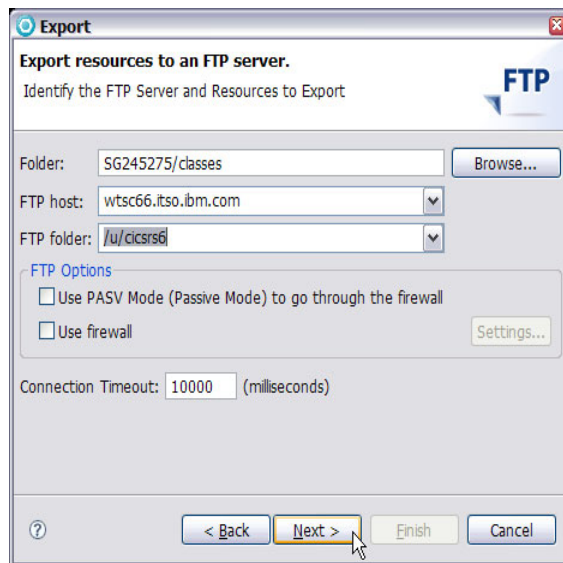 Export
Export resources to an FTP server.
Identify the FTP Server and Resources to Export
FTP
Folder: SG245275/classes Browse...
FTP host: wtsc66.itso.ibm.com
FTP folder: /u/cicsrs6
FTP Options
Use PASV Mode (Passive Mode) to go through the firewall
Use firewall Settings...
Connection Timeout: 10000 (milliseconds)
? < Back Next > Finish Cancel